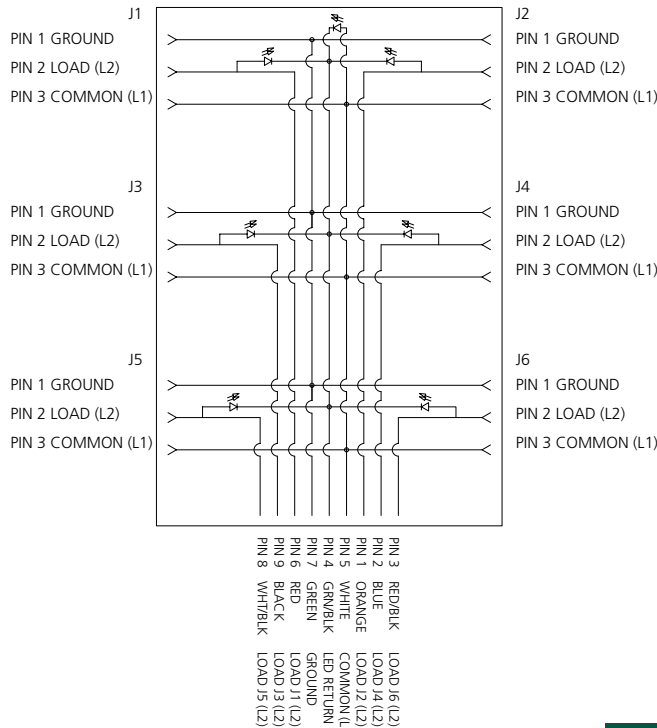 J1
J2
PIN 1 GROUND
PIN 1 GROUND
PIN 2 LOAD (L2)
PIN 2 LOAD (L2)
PIN 3 COMMON (L1)
PIN 3 COMMON (L1)
J3
J4
PIN 1 GROUND
PIN 1 GROUND
PIN 2 LOAD (L2)
PIN 2 LOAD (L2)
PIN 3 COMMON (L1)
PIN 3 COMMON (L1)
J5
J6
PIN 1 GROUND
PIN 1 GROUND
PIN 2 LOAD (L2)
PIN 2 LOAD (L2)
PIN 3 COMMON (L1)
PIN 3 COMMON (L1)
PIN 8 WHT/BLK LOAD J5 (L2)
PIN 9 BLACK LOAD J3 (L2)
PIN 6 RED LOAD J1 (L2)
PIN 7 GREEN GROUND
PIN 4 GRN/BLK LED RETURN
PIN 5 WHITE COMMON (L
PIN 1 ORANGE LOAD J2 (L2)
PIN 2 BLUE LOAD J4 (L2)
PIN 3 RED/BLK LOAD J6 (L2)